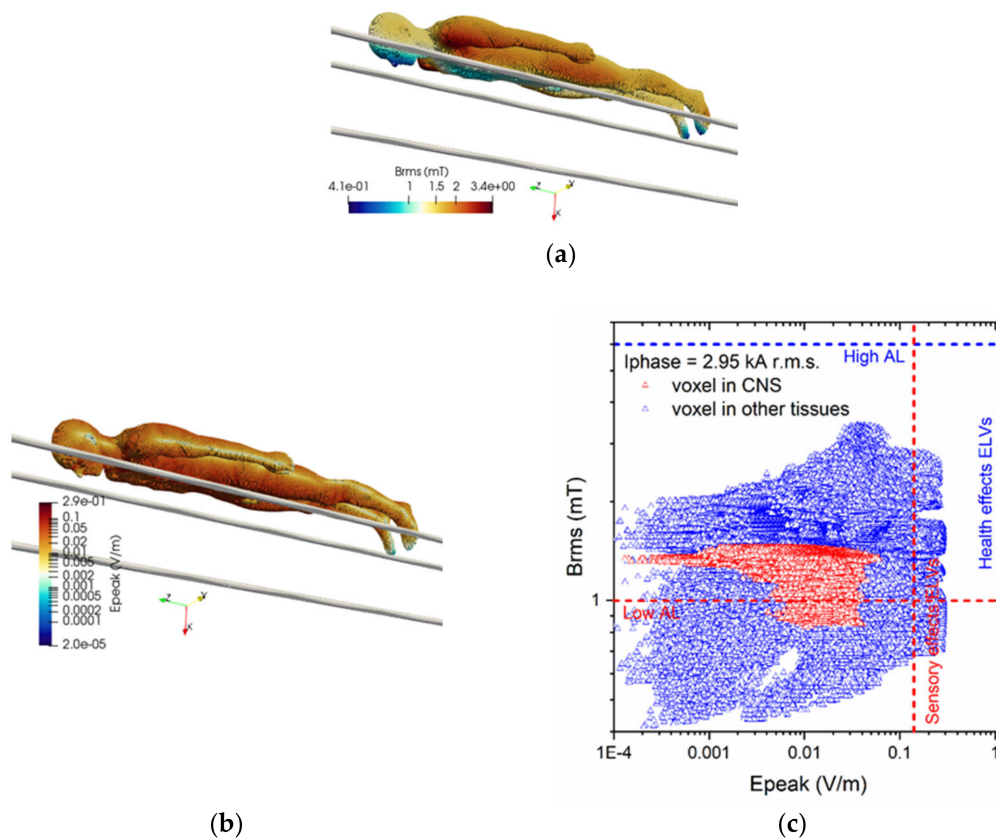 Brms (mT)
4.1e-01 1 1.5 2 3.4e+00
Z Y
X
(a)
2.9e-01
0.1
0.05
0.02
0.01
0.005
0.002
0.001
0.0005
0.0002
0.0001
2.0e-05
Epeak (V/m)
Z Y
X
(b)
High AL
Iphase = 2.95 kA r.m.s.
voxel in CNS
voxel in other tissues
Health effects ELVs
Sensory effects ELVs
Low AL
Brms (mT)
1
1E-4 0.001 0.01 0.1 1
Epeak (V/m)
(c)